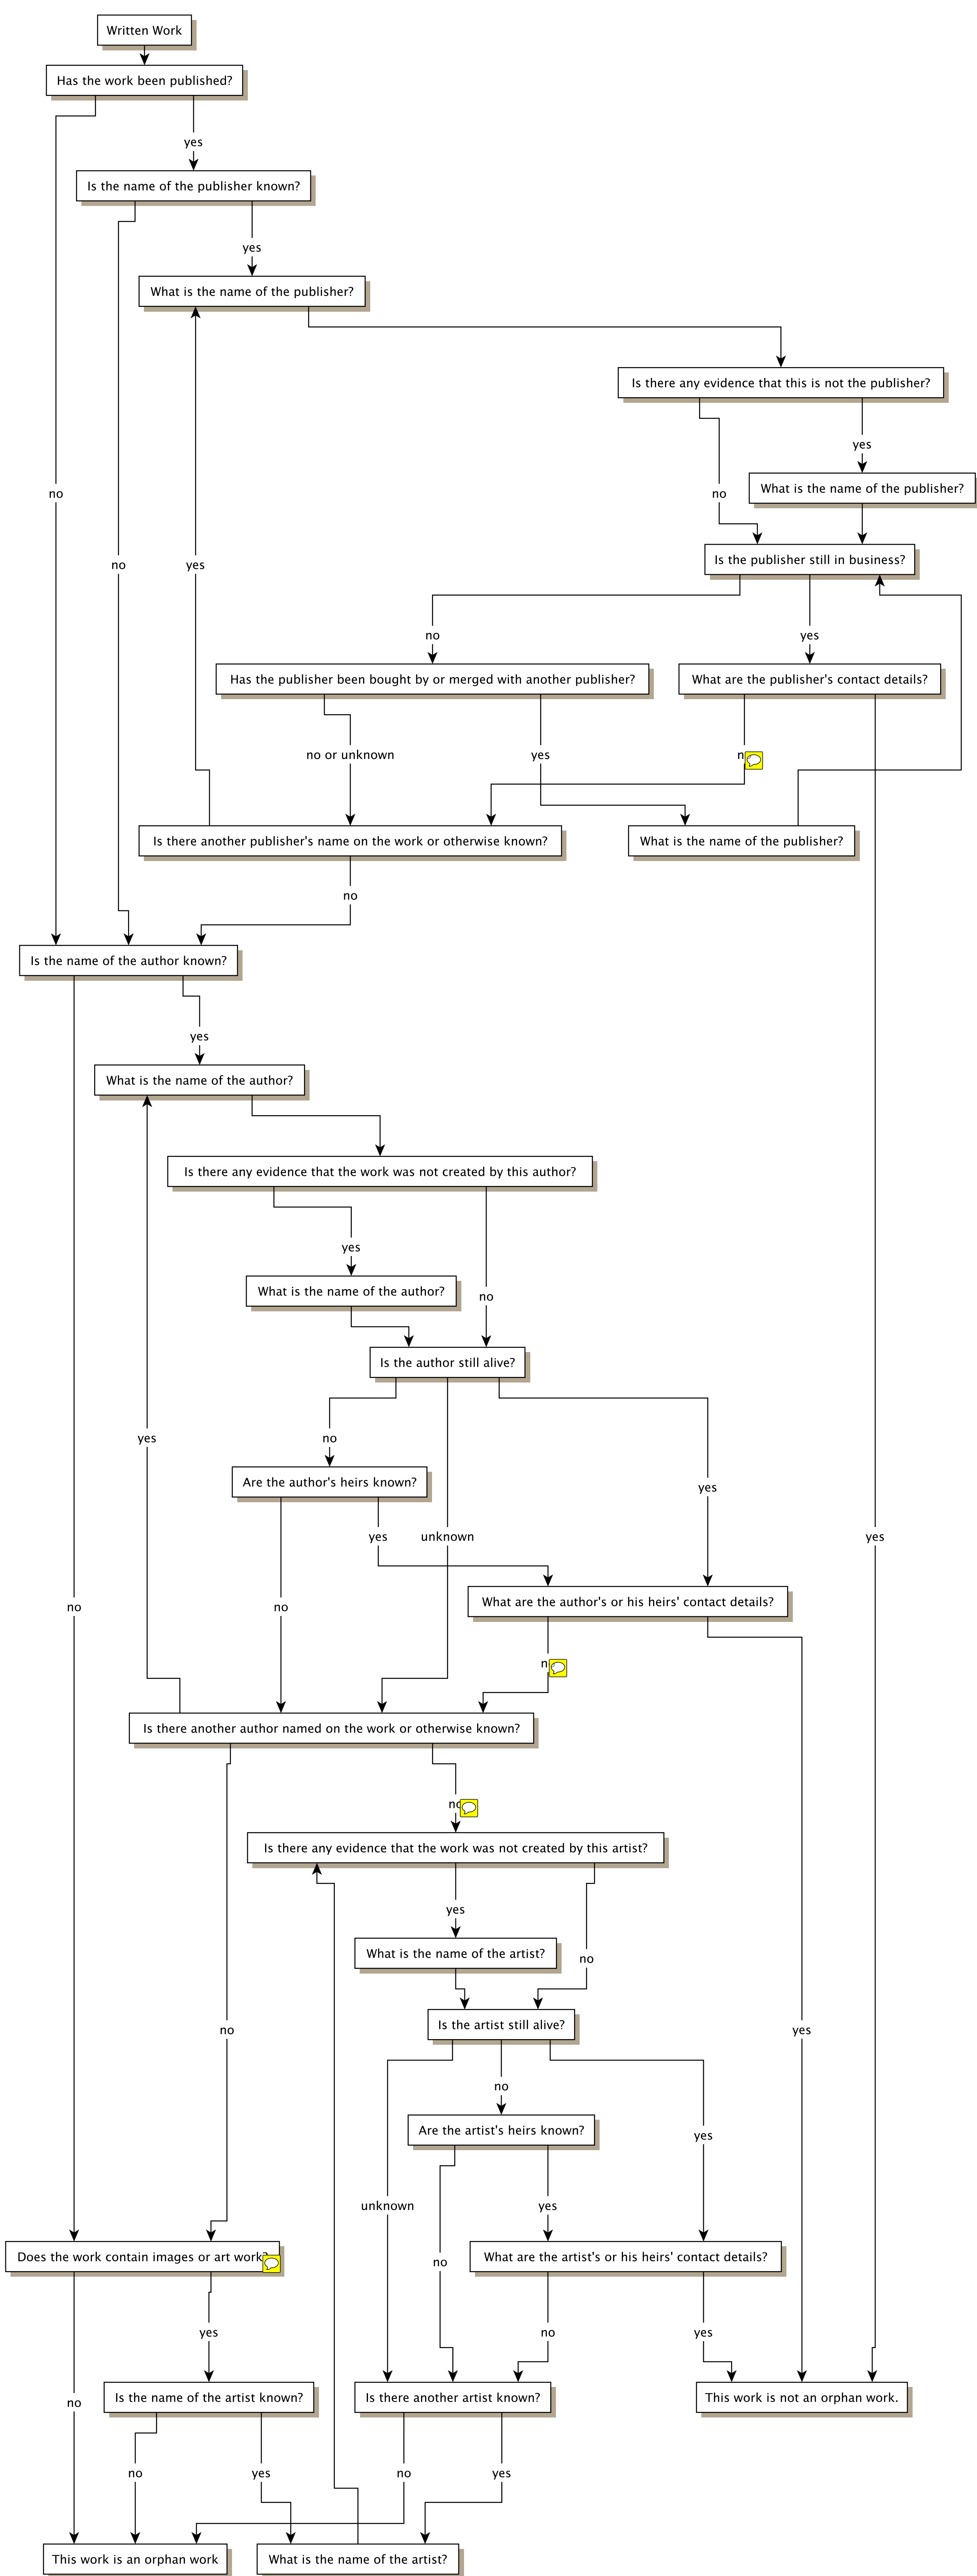 Written Work
Has the work been published?
yes
Is the name of the publisher known?
yes
What is the name of the publisher?
Is there any evidence that this is not the publisher?
yes
no
no
What is the name of the publisher?
Is the publisher still in business?
no
yes
no
yes
Has the publisher been bought by or merged with another publisher?
What are the publisher's contact details?
no or unknown
yes
Is there another publisher's name on the work or otherwise known?
What is the name of the publisher?
no
Is the name of the author known?
yes
What is the name of the author?
Is there any evidence that the work was not created by this author?
yes
What is the name of the author?
no
Is the author still alive?
yes
no
Are the author's heirs known?
yes
yes
unknown
yes
no
no
What are the author's or his heirs' contact details?
Is there another author named on the work or otherwise known?
Is there any evidence that the work was not created by this artist?
yes
What is the name of the artist?
no
Is the artist still alive?
no
yes
no
Are the artist's heirs known?
yes
unknown
yes
Does the work contain images or art work?
What are the artist's or his heirs' contact details?
no
yes
no
yes
Is the name of the artist known?
Is there another artist known?
This work is not an orphan work.
no
no
yes
no
yes
This work is an orphan work
What is the name of the artist?